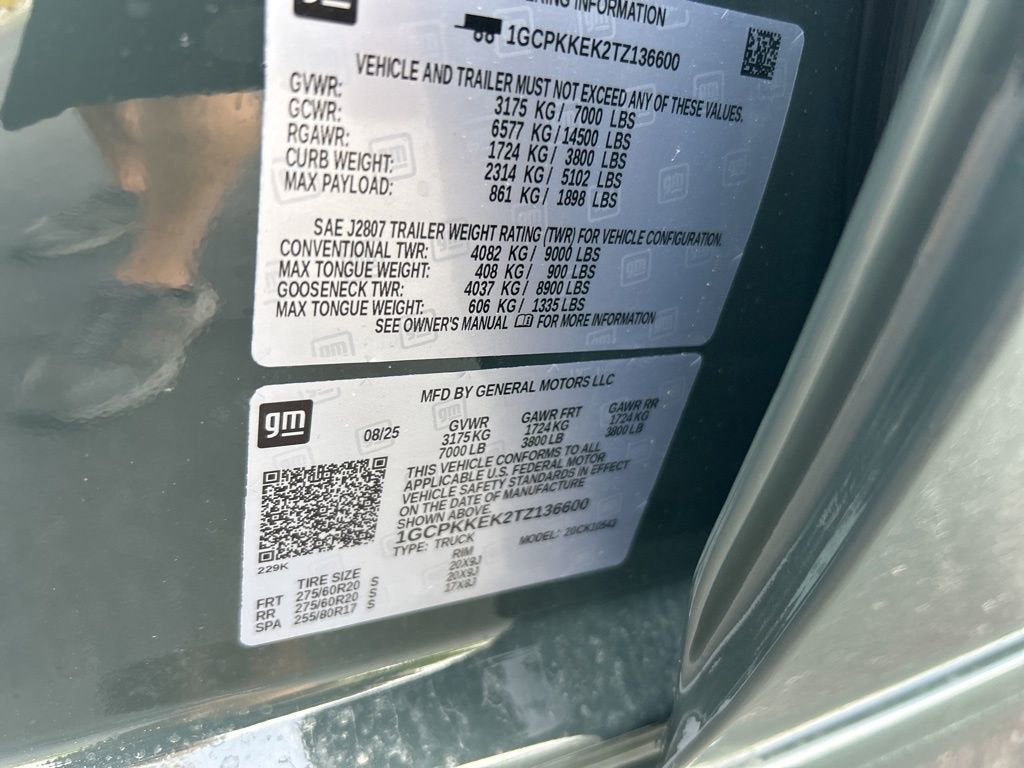 gm
ERING INFORMATION
1GCPKKEK2TZ136600
VEHICLE AND TRAILER MUST NOT EXCEED ANY OF THESE VALUES.
GVWR: 3175 KG / 7000 LBS
GCWR: 6577 KG / 14500 LBS
RGAWR: 1724 KG / 3800 LBS
CURB WEIGHT: 2314 KG / 5102 LBS
MAX PAYLOAD: 861 KG / 1898 LBS
SAE J2807 TRAILER WEIGHT RATING (TWR) FOR VEHICLE CONFIGURATION.
CONVENTIONAL TWR: 4082 KG / 9000 LBS
MAX TONGUE WEIGHT: 408 KG / 900 LBS
GOOSENECK TWR: 4037 KG / 8900 LBS
MAX TONGUE WEIGHT: 606 KG / 1335 LBS
SEE OWNER'S MANUAL FOR MORE INFORMATION
MFD BY GENERAL MOTORS LLC
gm
08/25
GVWR GAWR FRT GAWR RR
3175 KG 1724 KG 1724 KG
7000 LB 3800 LB 3800 LB
THIS VEHICLE CONFORMS TO ALL
APPLICABLE U.S. FEDERAL MOTOR
VEHICLE SAFETY STANDARDS IN EFFECT
ON THE DATE OF MANUFACTURE
SHOWN ABOVE.
1GCPKKEK2TZ136600
TYPE: TRUCK MODEL: 20CK10543
229K
TIRE SIZE RIM
FRT 275/60R20 S 20X9J
RR 275/60R20 S 20X9J
SPA 255/80R17 S 17X8J